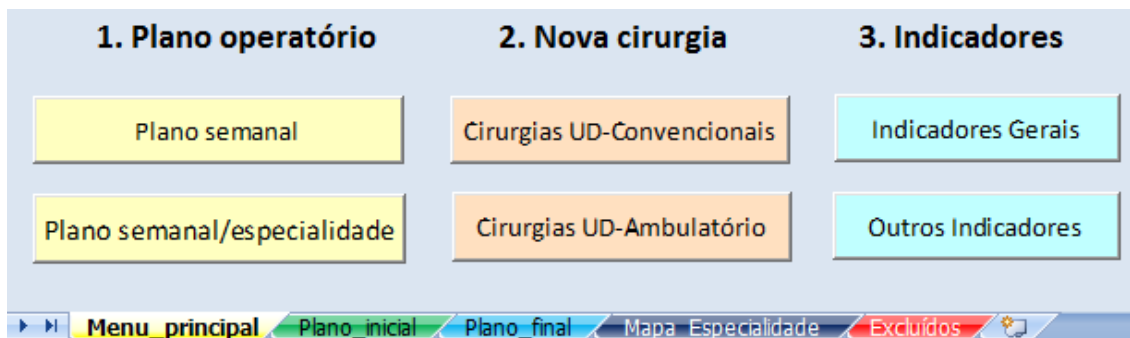 1. Plano operatório
2. Nova cirurgia
3. Indicadores
Plano semanal
Cirurgias UD-Convencionais
Indicadores Gerais
Plano semanal/especialidade
Cirurgias UD-Ambulatório
Outros Indicadores
Menu_principal Plano_inicial Plano_final Mapa_Especialidade Excluídos